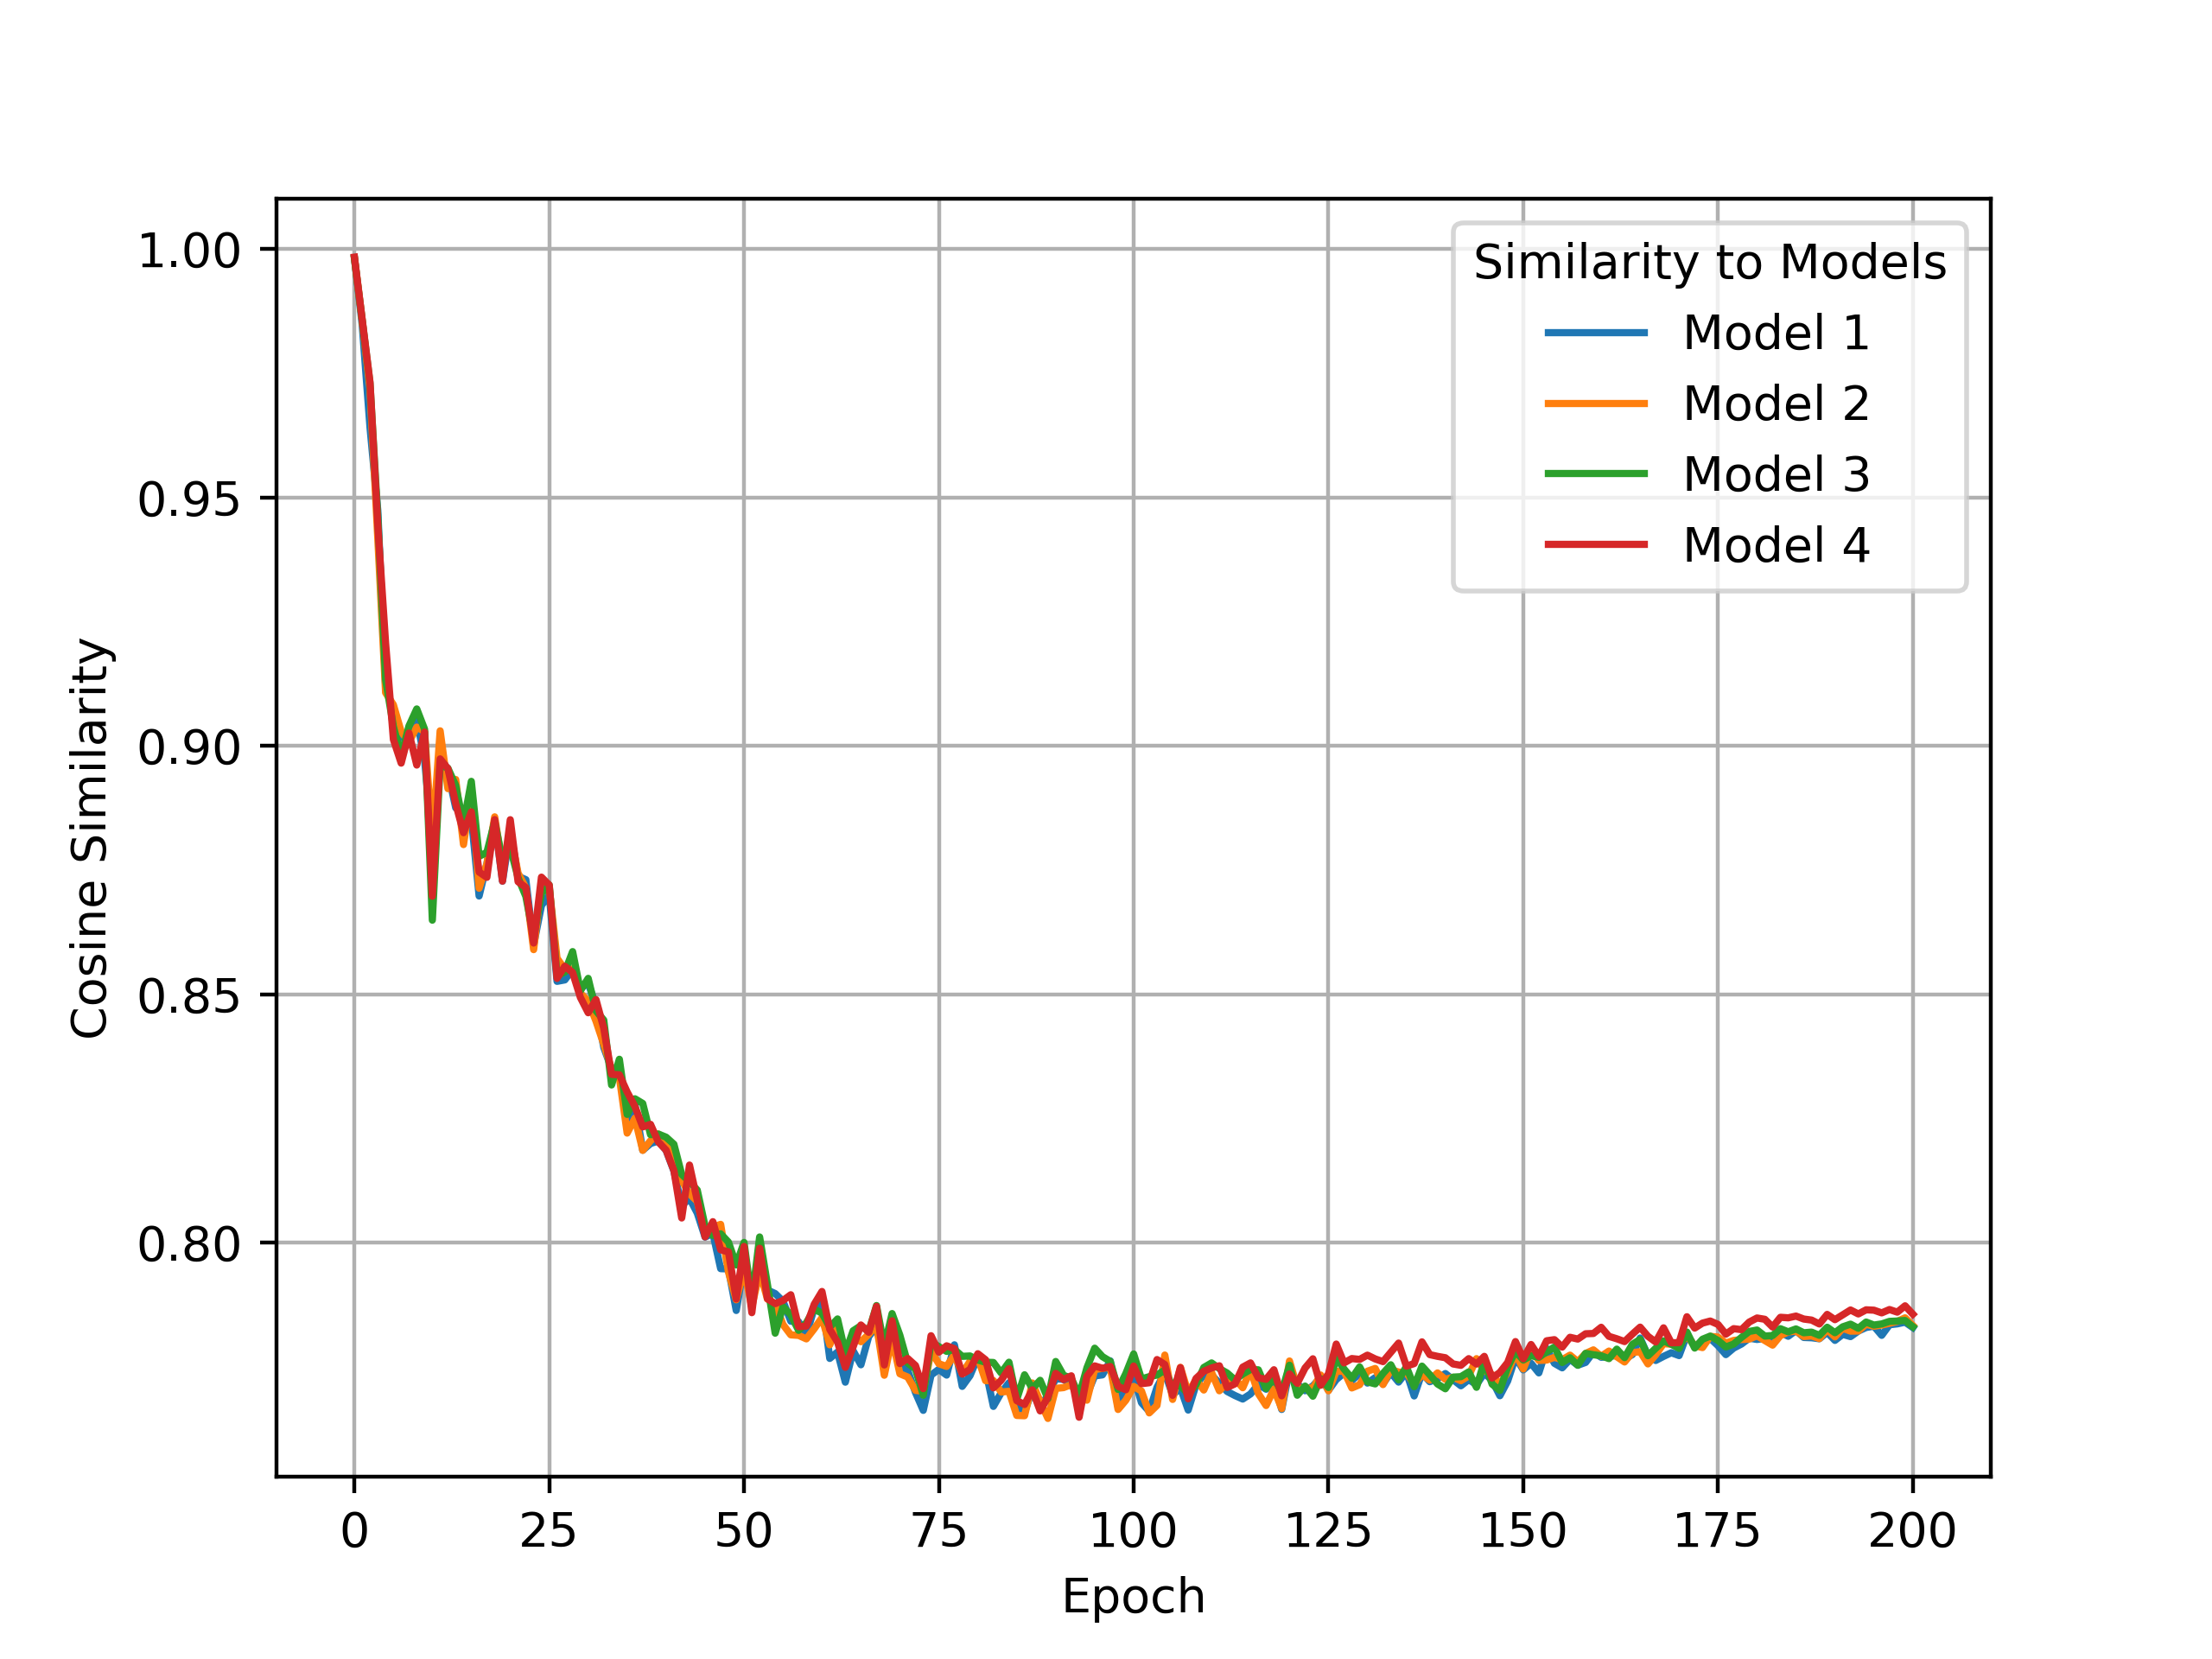 Similarity to Models
Model 1
Model 2
Model 3
Model 4
Cosine Similarity
1.00
0.95
0.90
0.85
0.80
0 25 50 75 100 125 150 175 200
Epoch